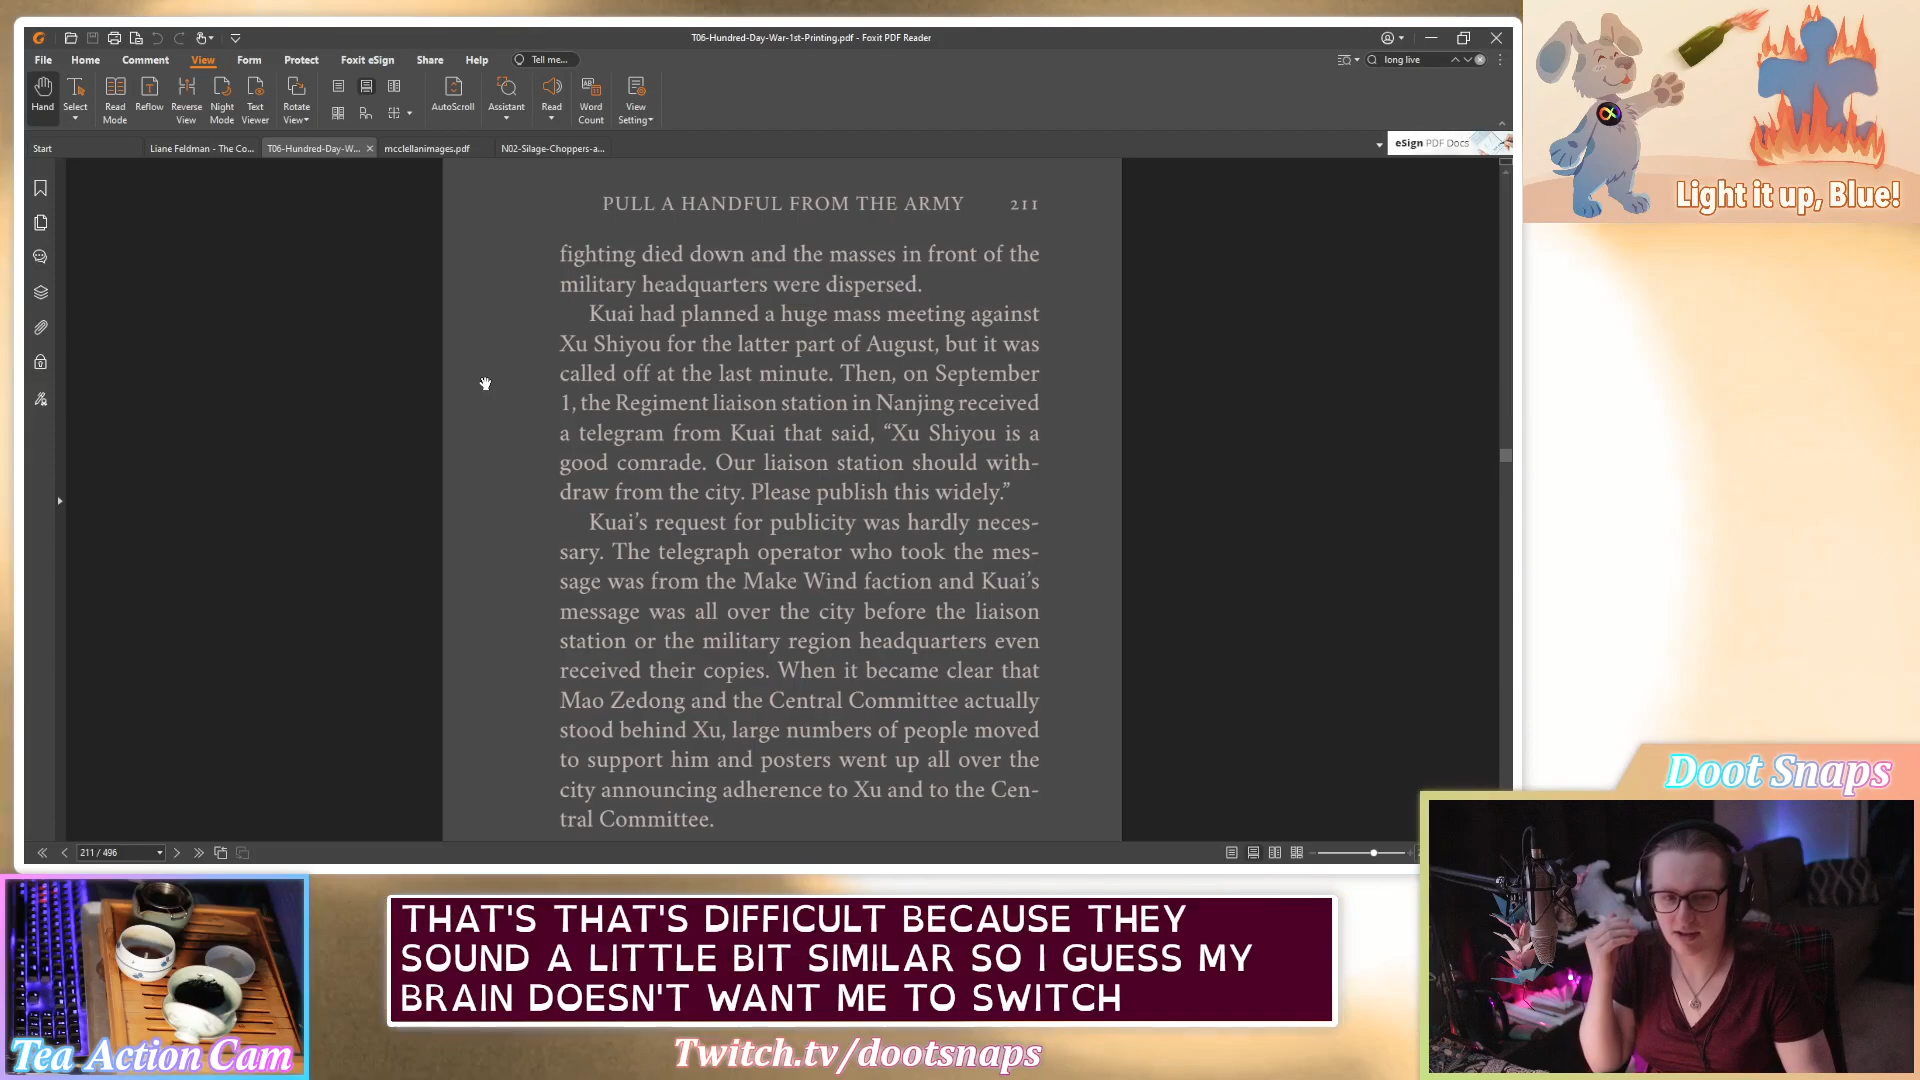 T06-Hundred-Day-War-1st-Printing.pdf - Foxit PDF Reader
File Home Comment View Form Protect Foxit eSign Share Help Tell me...
long live
Hand Select Read Mode Reflow Reverse View Night Mode Text Viewer Rotate View AutoScroll Assistant Read Word Count View Setting
Start Liane Feldman - The Co... T06-Hundred-Day-W... mcclellanimages.pdf N02-Silage-Choppers-a...
eSign PDF Docs
PULL A HANDFUL FROM THE ARMY 211
fighting died down and the masses in front of the
military headquarters were dispersed.
Kuai had planned a huge mass meeting against
Xu Shiyou for the latter part of August, but it was
called off at the last minute. Then, on September
1, the Regiment liaison station in Nanjing received
a telegram from Kuai that said, “Xu Shiyou is a
good comrade. Our liaison station should with-
draw from the city. Please publish this widely.”
Kuai’s request for publicity was hardly neces-
sary. The telegraph operator who took the mes-
sage was from the Make Wind faction and Kuai’s
message was all over the city before the liaison
station or the military region headquarters even
received their copies. When it became clear that
Mao Zedong and the Central Committee actually
stood behind Xu, large numbers of people moved
to support him and posters went up all over the
city announcing adherence to Xu and to the Cen-
tral Committee.
211 / 496
Light it up, Blue!
Doot Snaps
Tea Action Cam
THAT'S THAT'S DIFFICULT BECAUSE THEY
SOUND A LITTLE BIT SIMILAR SO I GUESS MY
BRAIN DOESN'T WANT ME TO SWITCH
Twitch.tv/dootsnaps